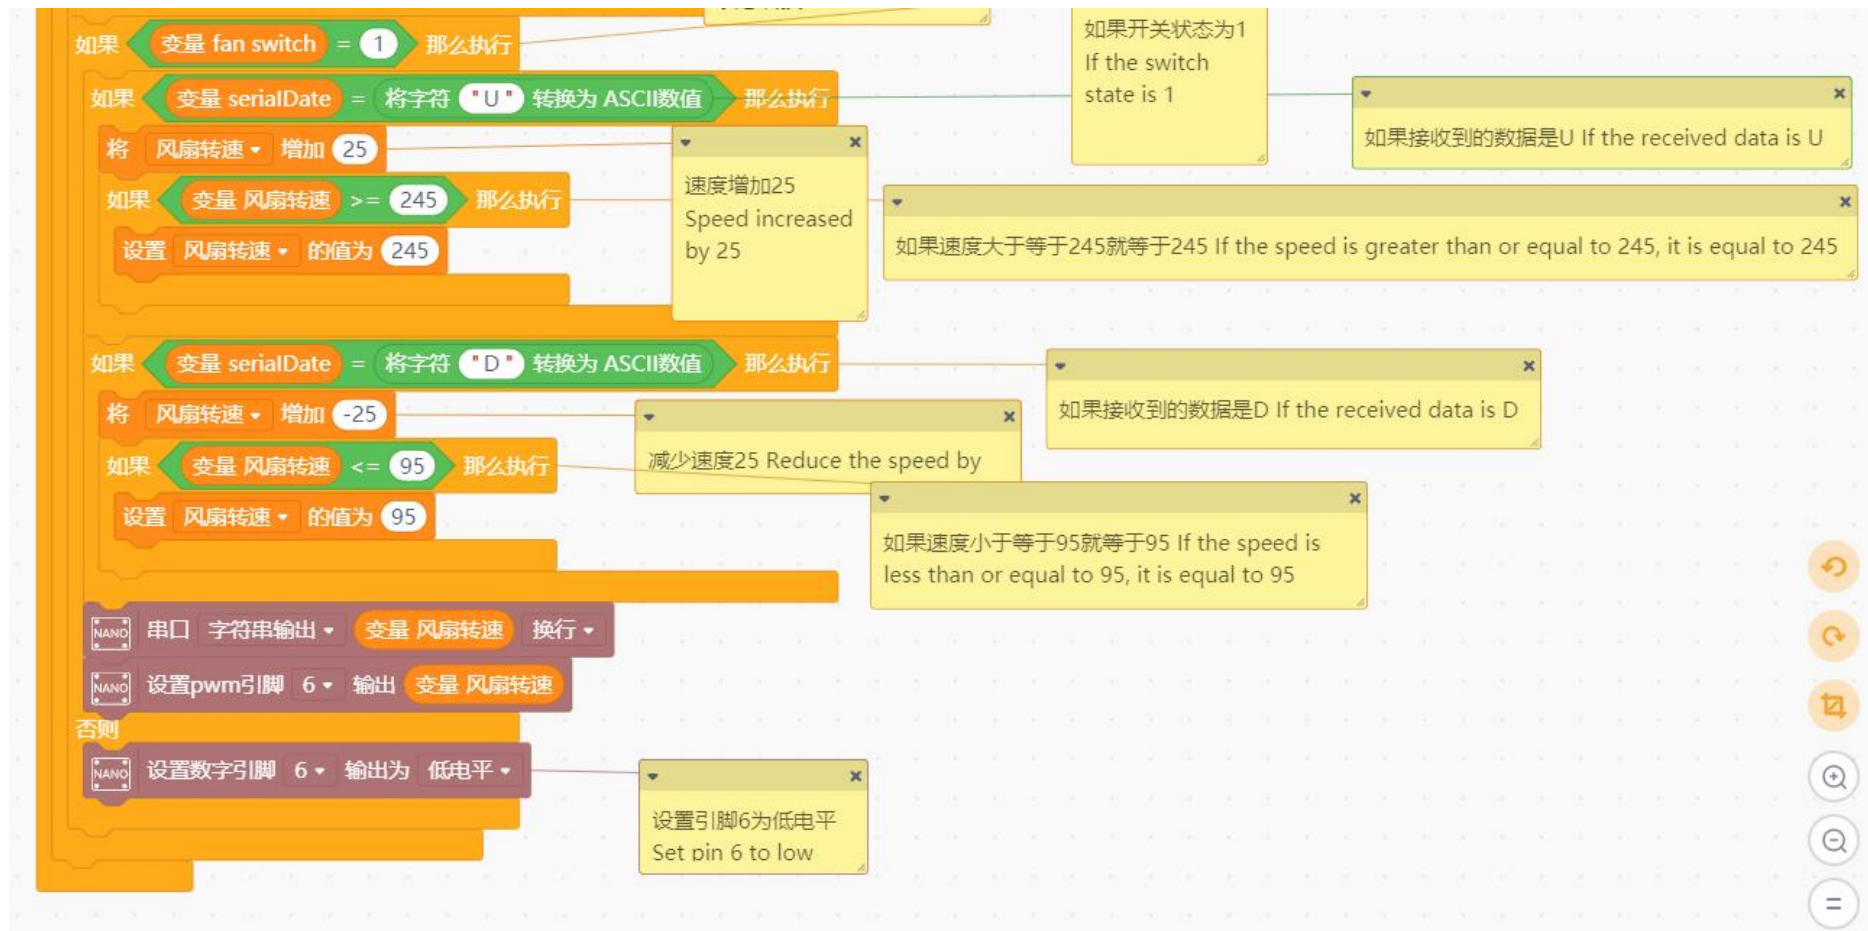 如果 变量 fan switch = 1 那么执行
如果 变量 serialDate = 将字符 "U" 转换为 ASCII数值 那么执行
将 风扇转速 增加 25
如果 变量 风扇转速 >= 245 那么执行
设置 风扇转速 的值为 245
如果 变量 serialDate = 将字符 "D" 转换为 ASCII数值 那么执行
将 风扇转速 增加 -25
如果 变量 风扇转速 <= 95 那么执行
设置 风扇转速 的值为 95
NANO 串口 字符串输出 变量 风扇转速 换行
NANO 设置pwm引脚 6 输出 变量 风扇转速
否则
NANO 设置数字引脚 6 输出为 低电平
如果开关状态为1
If the switch
state is 1
如果接收到的数据是U If the received data is U
速度增加25
Speed increased
by 25
如果速度大于等于245就等于245 If the speed is greater than or equal to 245, it is equal to 245
如果接收到的数据是D If the received data is D
减少速度25 Reduce the speed by
如果速度小于等于95就等于95 If the speed is
less than or equal to 95, it is equal to 95
设置引脚6为低电平
Set pin 6 to low